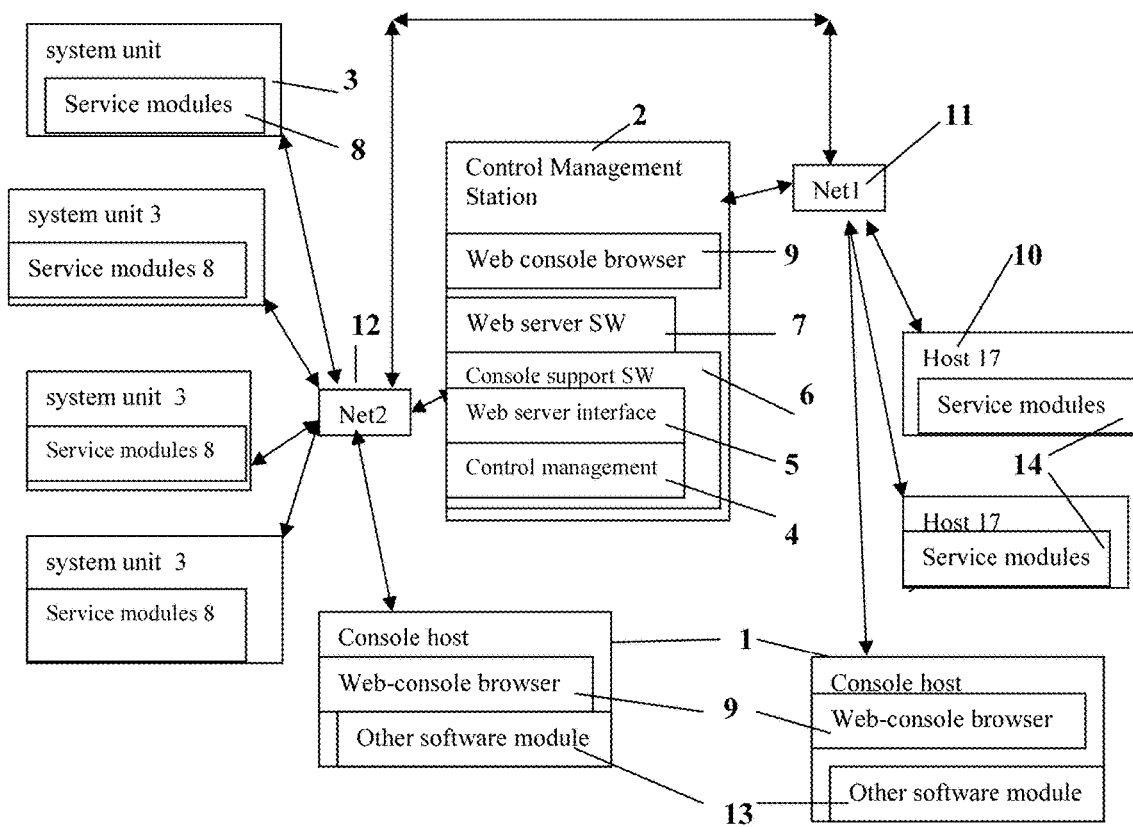 system unit
3
Service modules
8
system unit 3
Service modules 8
system unit 3
Service modules 8
system unit 3
Service modules 8
12
Net2
2
Control Management
Station
Web console browser
9
Web server SW
7
Console support SW
6
Web server interface
5
Control management
4
11
Net1
10
Host 17
Service modules
14
Host 17
Service modules
Console host
1
Web-console browser
9
Other software module
13
Console host
Web-console browser
Other software module